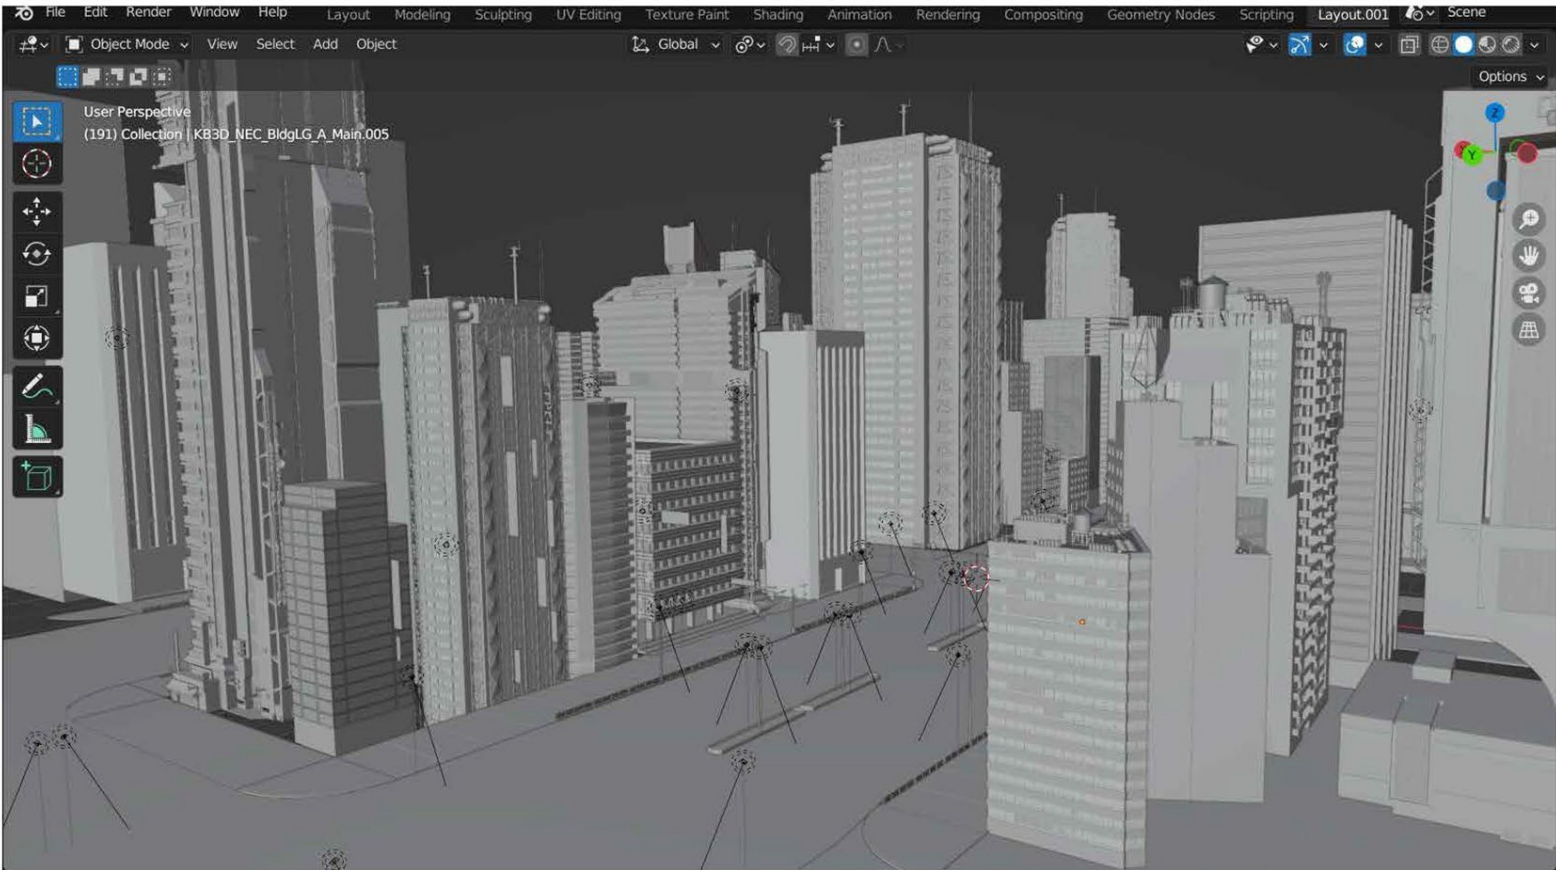 File Edit Render Window Help Layout Modeling Sculpting UV Editing Texture Paint Shading Animation Rendering Compositing Geometry Nodes Scripting Layout.001 Scene
Object Mode View Select Add Object Global
Options
User Perspective
(191) Collection | KB3D_NEC_BldgLG_A_Main.005
Z
Y